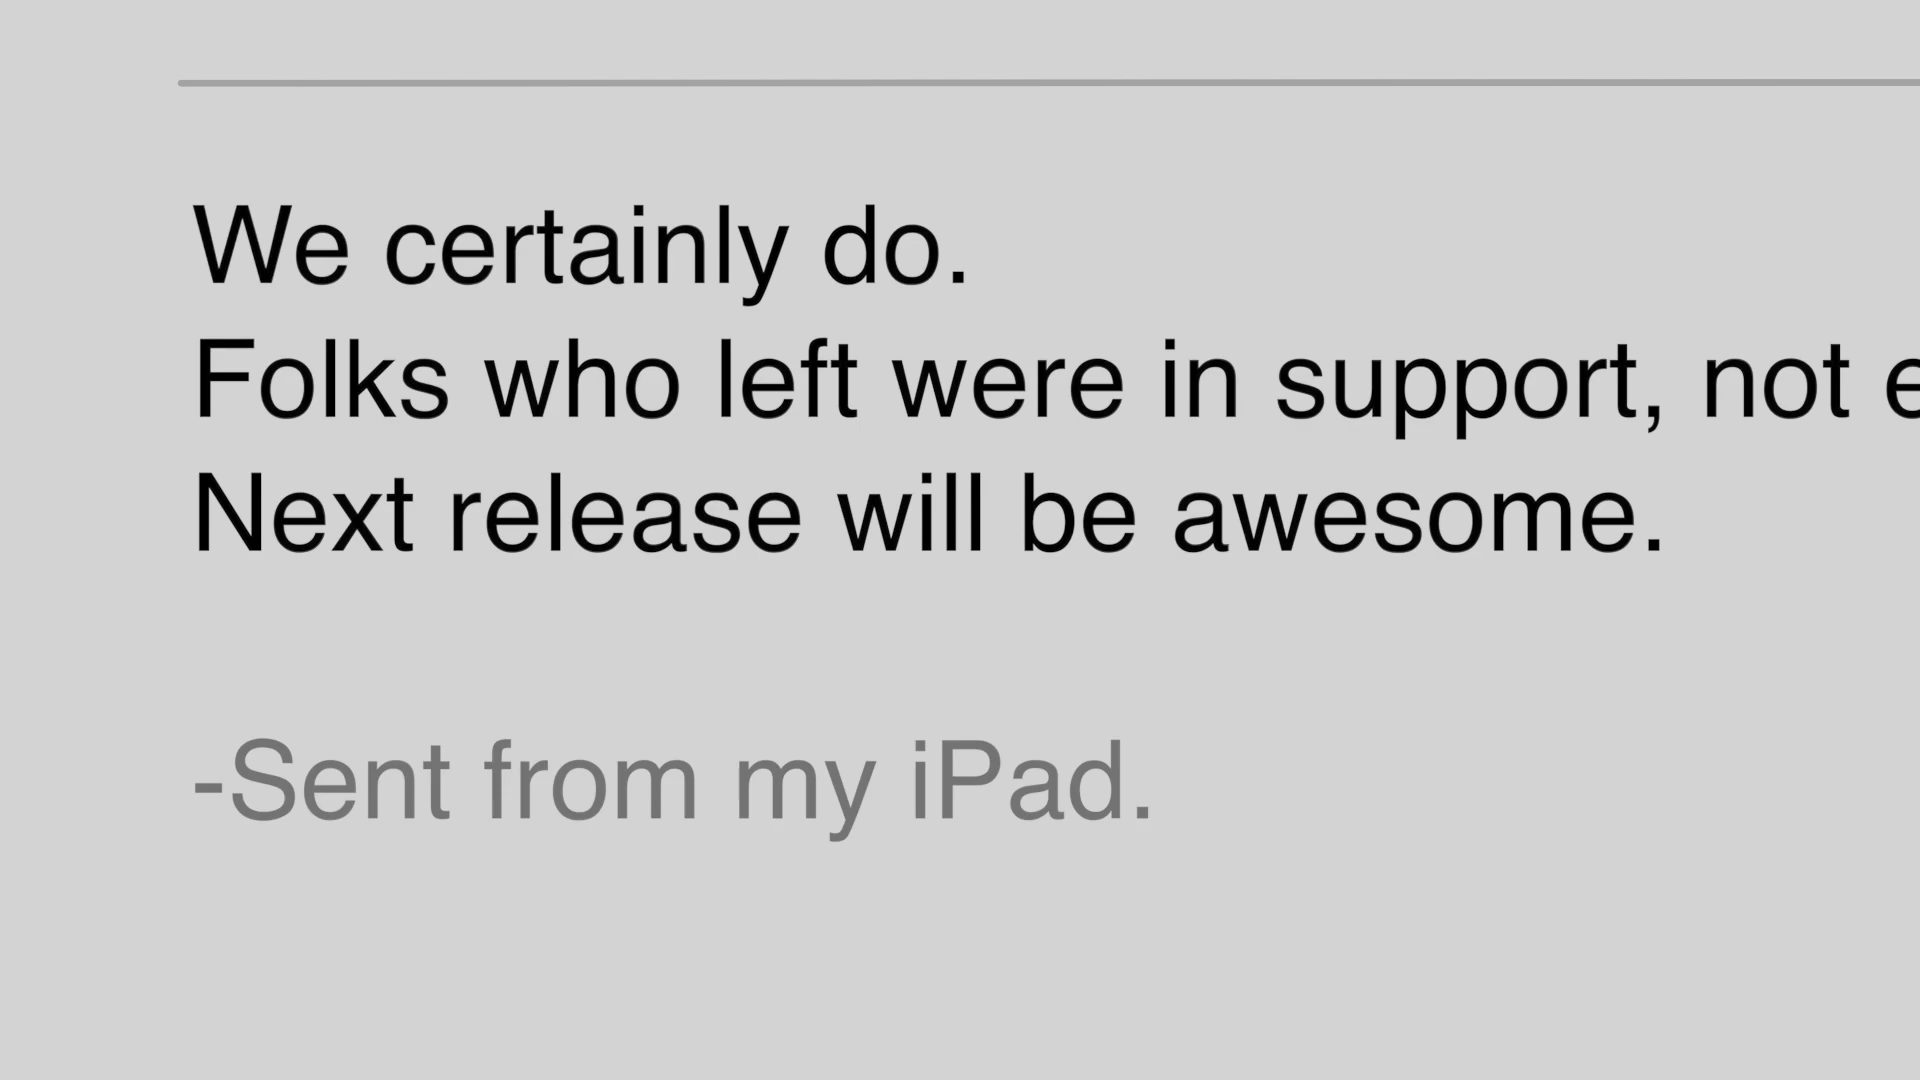 We certainly do.
Folks who left were in support, not
Next release will be awesome.
-Sent from my iPad.